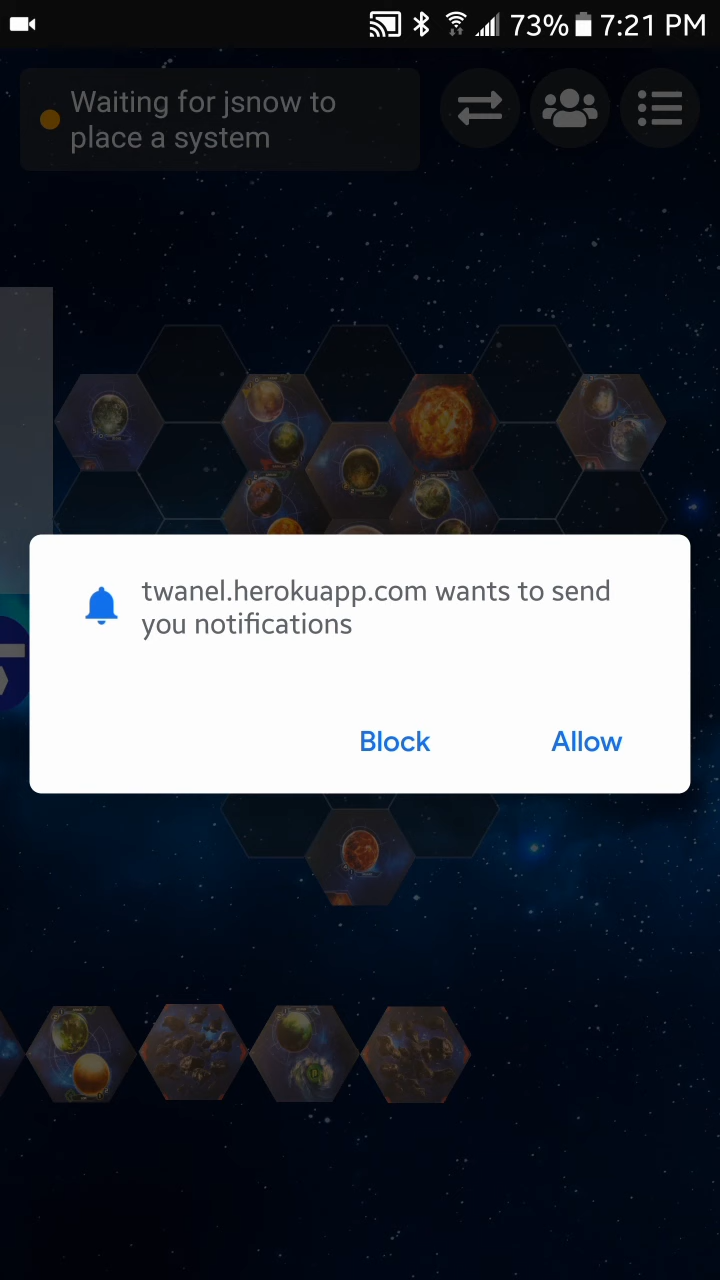 73% 7:21 PM
Waiting for jsnow to
place a system
twanel.herokuapp.com wants to send
you notifications
Block Allow